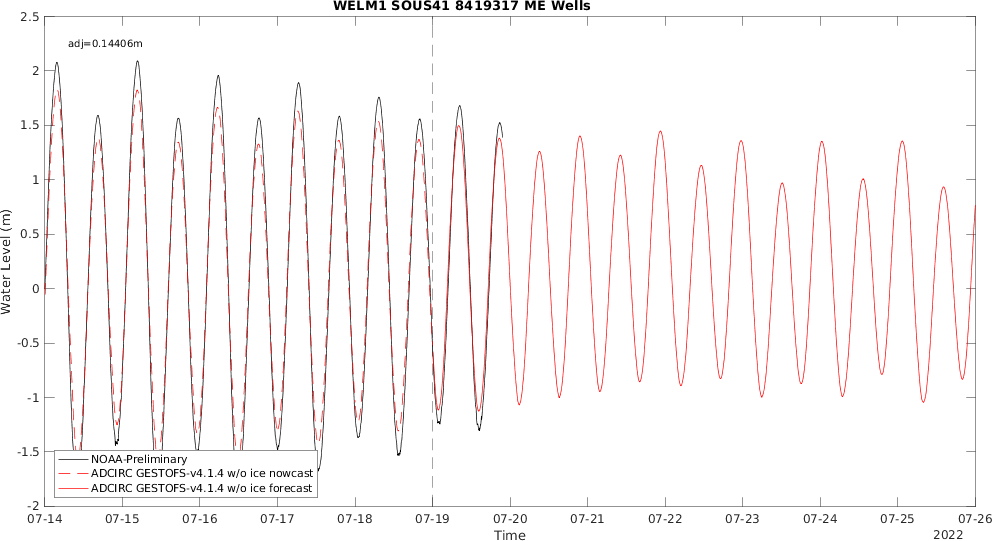 WELM1 SOUS41 8419317 ME Wells
adj=0.14406m
Water Level (m)
2.5
2
1.5
1
0.5
0
-0.5
-1
-1.5
-2
NOAA-Preliminary
ADCIRC GESTOFS-v4.1.4 w/o ice nowcast
ADCIRC GESTOFS-v4.1.4 w/o ice forecast
07-14 07-15 07-16 07-17 07-18 07-19 07-20 07-21 07-22 07-23 07-24 07-25 07-26
Time
2022